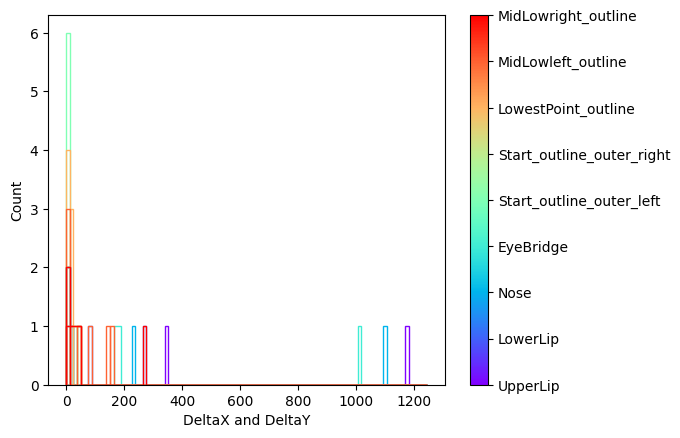 MidLowright_outline
MidLowleft_outline
LowestPoint_outline
Start_outline_outer_right
Start_outline_outer_left
EyeBridge
Nose
LowerLip
UpperLip
6
5
4
3
2
1
0
Count
0 200 400 600 800 1000 1200
DeltaX and DeltaY